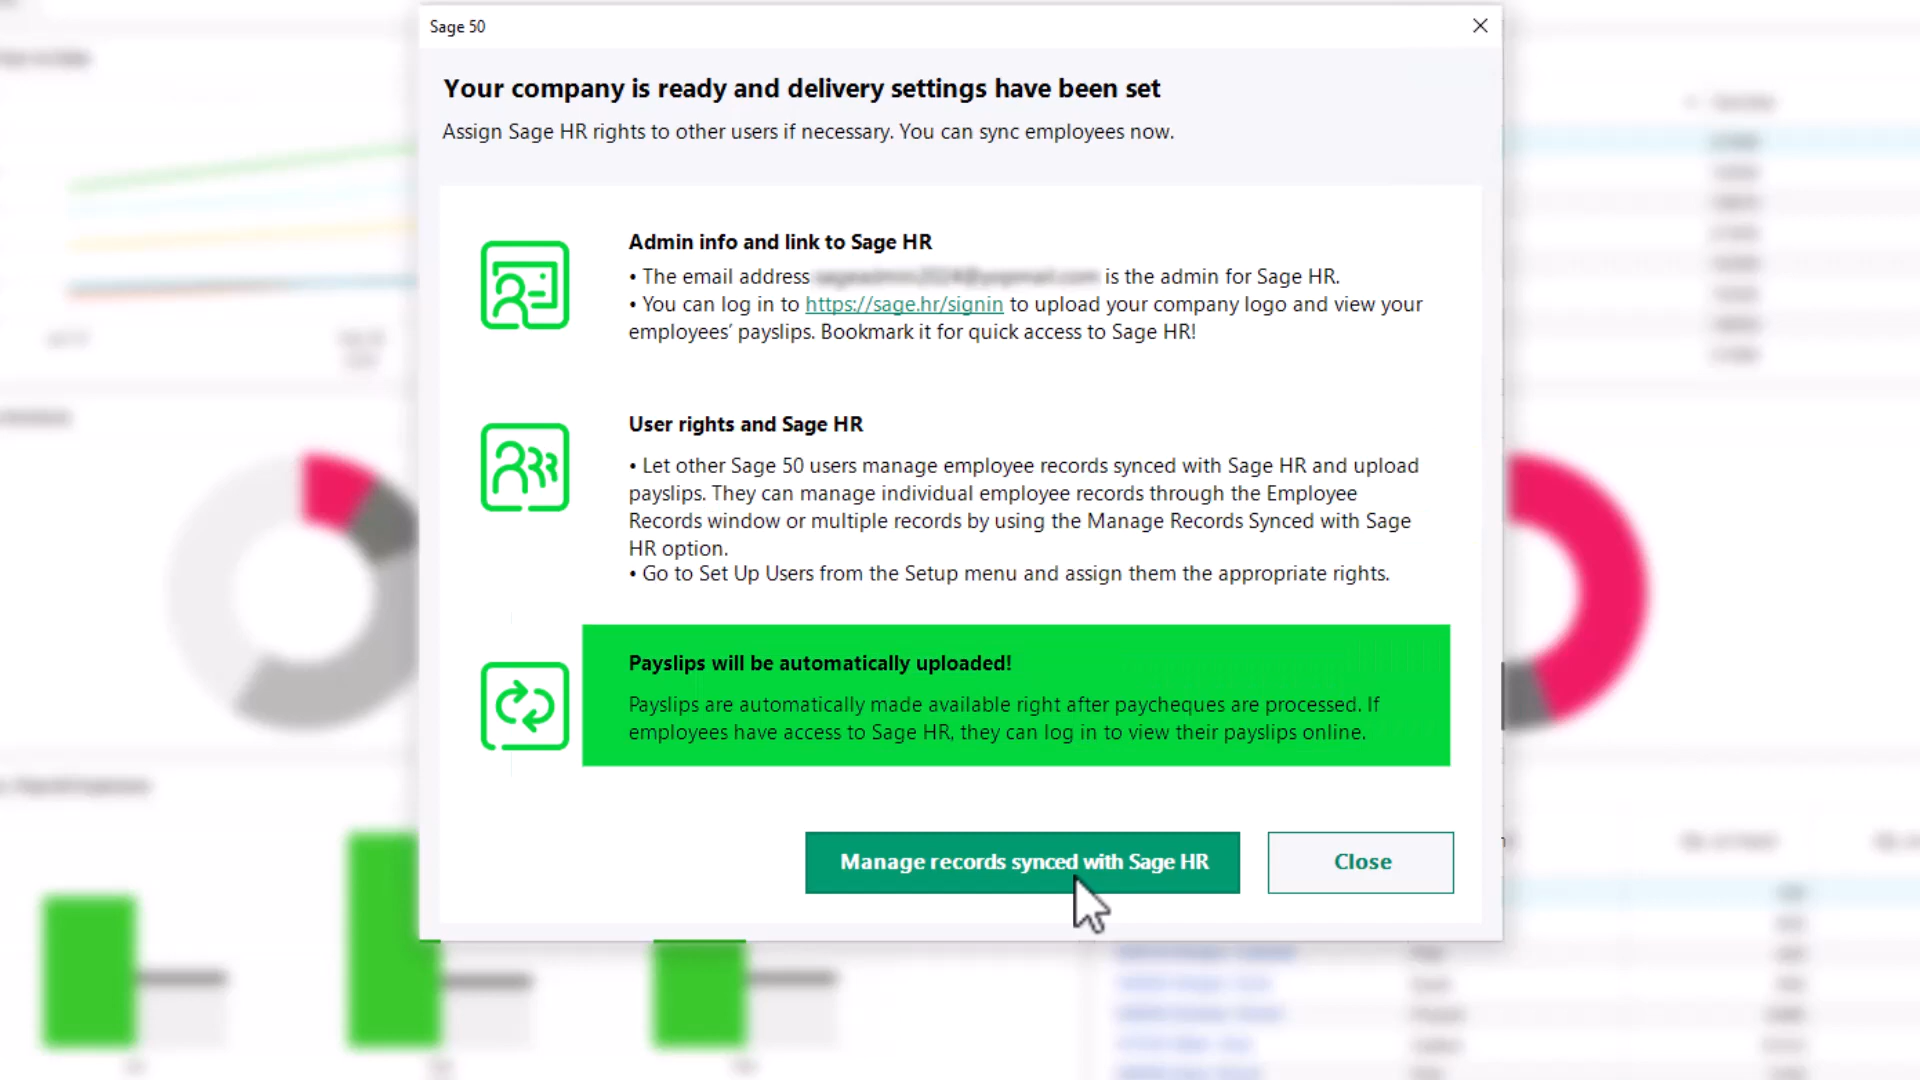 Sage 50
Your company is ready and delivery settings have been set
Assign Sage HR rights to other users if necessary. You can sync employees now.
Admin info and link to Sage HR
• The email address is the admin for Sage HR.
• You can log in to https://sage.hr/signin to upload your company logo and view your
employees' payslips. Bookmark it for quick access to Sage HR!
User rights and Sage HR
• Let other Sage 50 users manage employee records synced with Sage HR and upload
payslips. They can manage individual employee records through the Employee
Records window or multiple records by using the Manage Records Synced with Sage
HR option.
• Go to Set Up Users from the Setup menu and assign them the appropriate rights.
Payslips will be automatically uploaded!
Payslips are automatically made available right after paycheques are processed. If
employees have access to Sage HR, they can log in to view their payslips online.
Manage records synced with Sage HR
Close